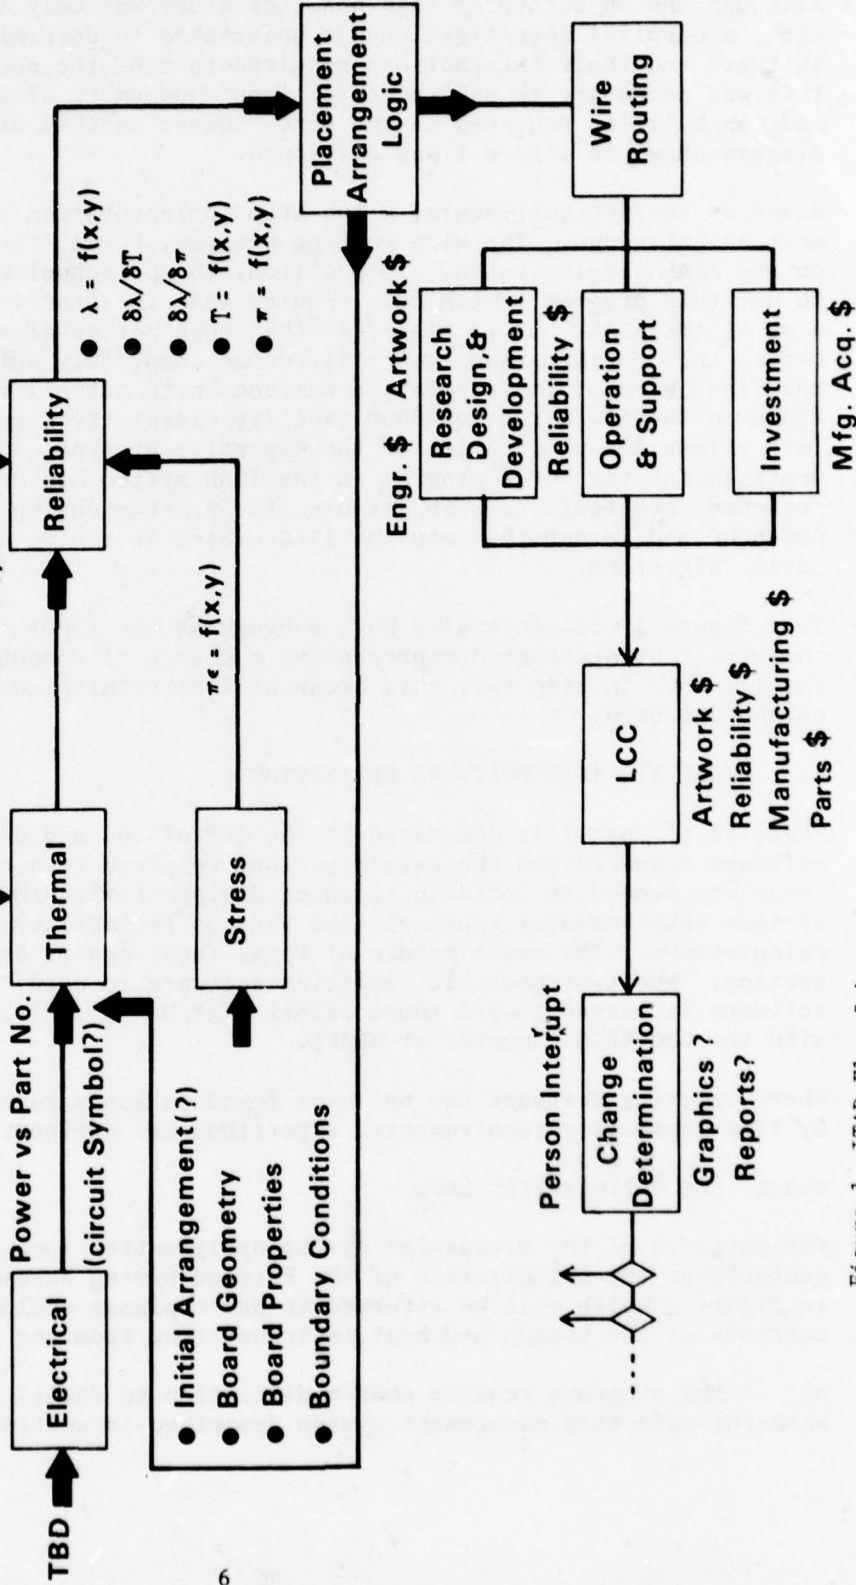 TBD
Electrical
Power vs Part No.
(circuit Symbol?)
Thermal
Reliability
● λ = f(x,y)
● δλ/δT
● δλ/δπ
● T = f(x,y)
● π = f(x,y)
● Initial Arrangement(?)
● Board Geometry
● Board Properties
● Boundary Conditions
Stress
πε = f(x,y)
Placement
Arrangement
Logic
Person Interrupt
Change
Determination
Graphics?
Reports?
LCC
Artwork $
Reliability $
Manufacturing $
Parts $
Engr. $ Artwork $
Research
Design, &
Development
Reliability $
Operation
& Support
Investment
Mfg. Acq. $
Wire
Routing
6